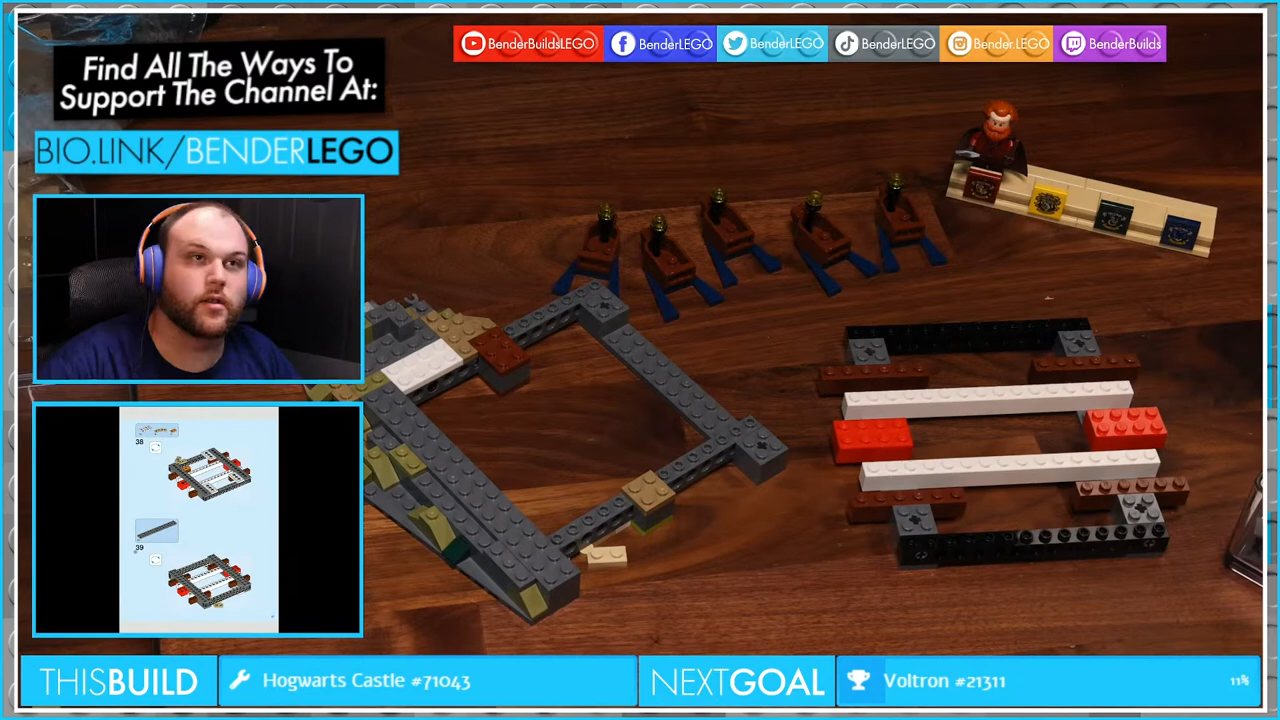 Find All The Ways To
Support The Channel At:
BIO.LINK/BENDERLEGO
BenderBuildsLEGO
BenderLEGO
BenderLEGO
BenderLEGO
Bender.LEGO
BenderBuilds
38
39
THISBUILD
Hogwarts Castle #71043
NEXTGOAL
Voltron #21311
11%